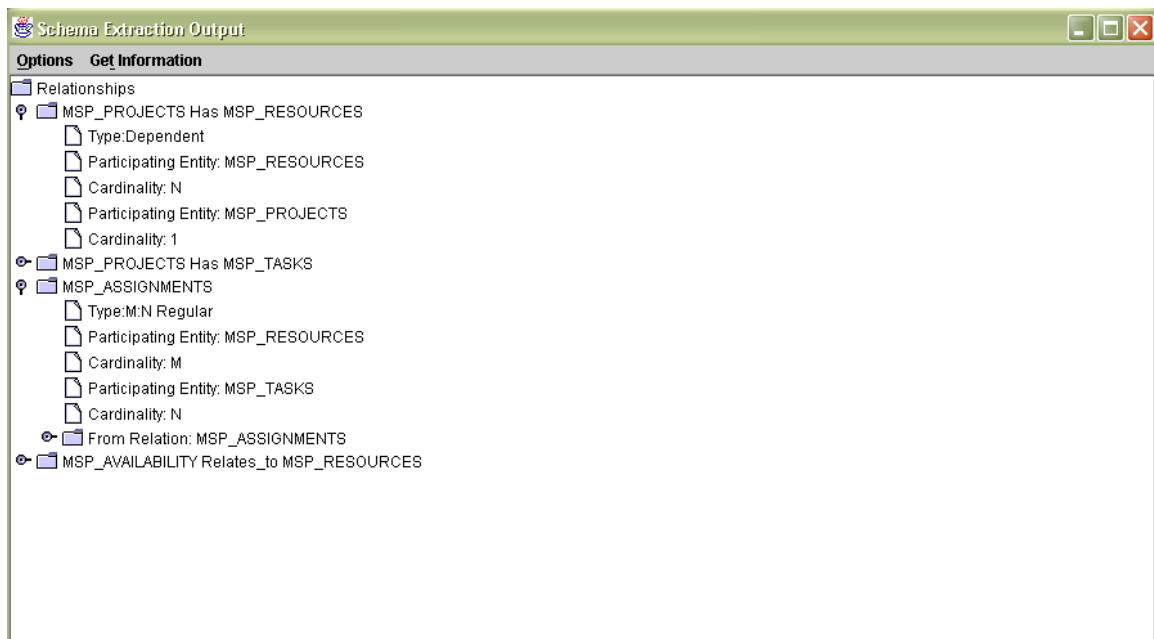 Schema Extraction Output
Options Get Information
Relationships
MSP_PROJECTS Has MSP_RESOURCES
Type:Dependent
Participating Entity: MSP_RESOURCES
Cardinality: N
Participating Entity: MSP_PROJECTS
Cardinality: 1
MSP_PROJECTS Has MSP_TASKS
MSP_ASSIGNMENTS
Type:M:N Regular
Participating Entity: MSP_RESOURCES
Cardinality: M
Participating Entity: MSP_TASKS
Cardinality: N
From Relation: MSP_ASSIGNMENTS
MSP_AVAILABILITY Relates_to MSP_RESOURCES